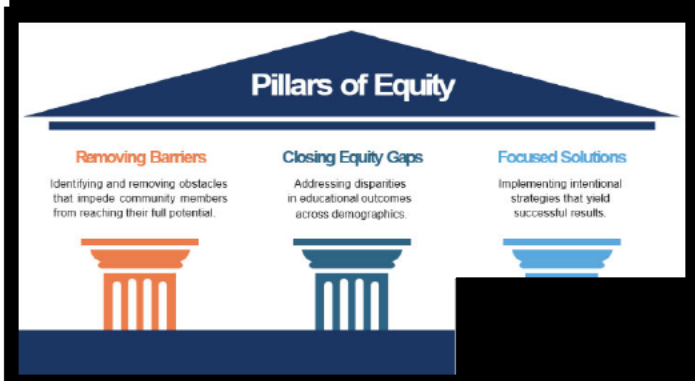 Pillars of Equity
Removing Barriers
Identifying and removing obstacles
that impede community members
from reaching their full potential.
Closing Equity Gaps
Addressing disparities
in educational outcomes
across demographics.
Focused Solutions
Implementing intentional
strategies that yield
successful results.